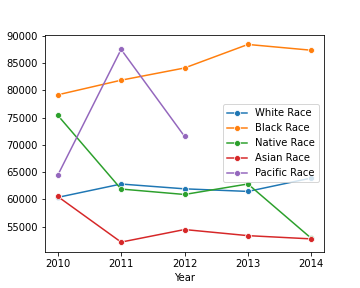 90000
85000
80000
75000
70000
65000
60000
55000
White Race
Black Race
Native Race
Asian Race
Pacific Race
2010 2011 2012 2013 2014
Year